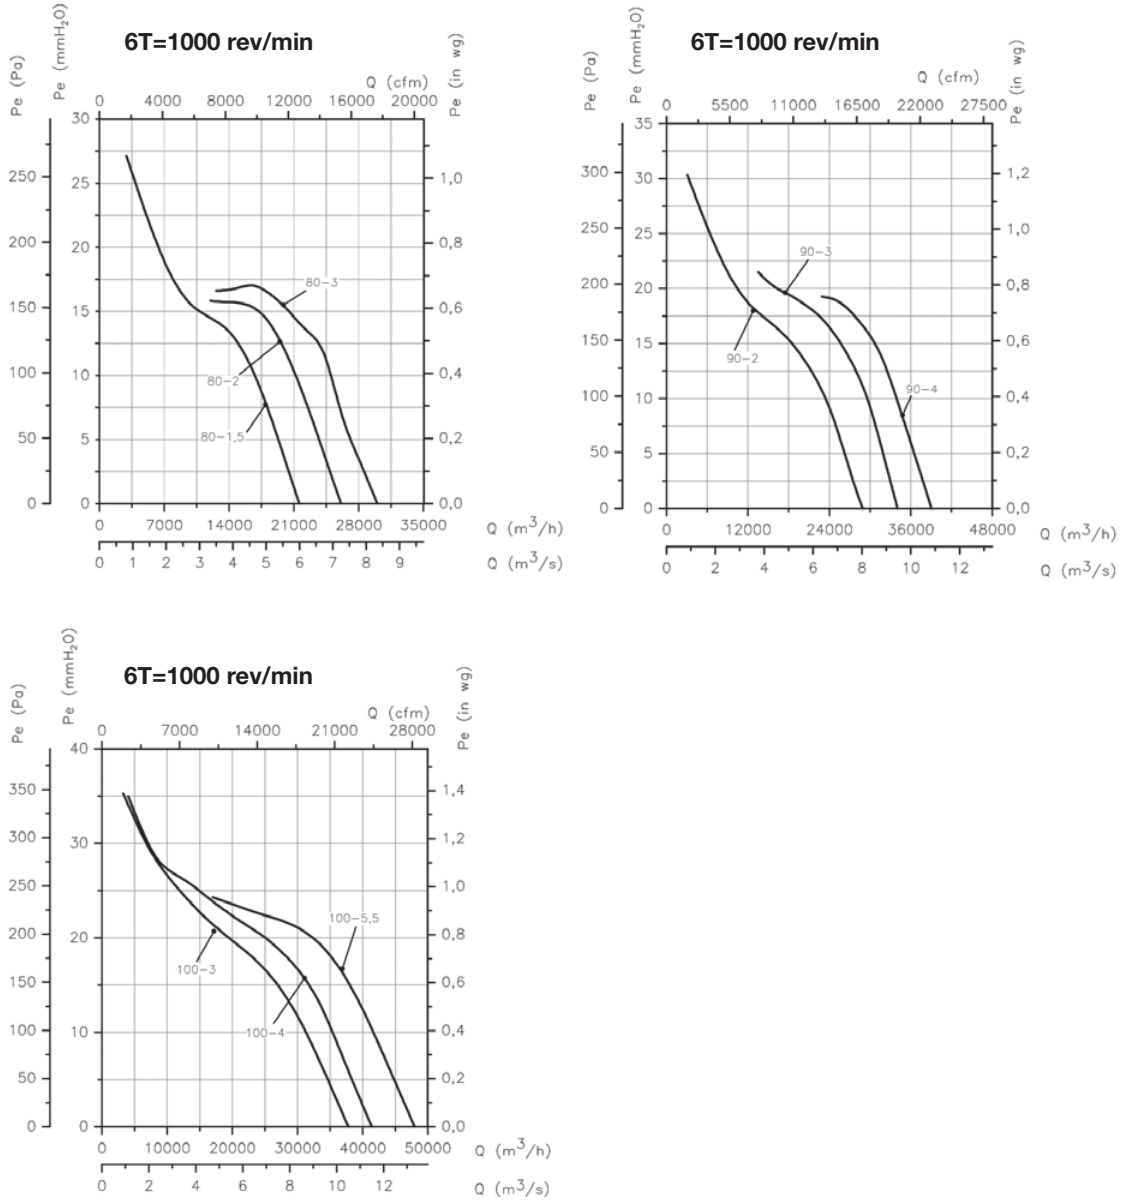 6T=1000 rev/min
Pe (Pa)
Pe (mmH2O)
Q (cfm)
Pe (in wg)
0 4000 8000 12000 16000 20000
30
25
20
15
10
5
0
250
200
150
100
50
0
1,0
0,8
0,6
0,4
0,2
0,0
80-3
80-2
80-1,5
0 7000 14000 21000 28000 35000 Q (m3/h)
0 1 2 3 4 5 6 7 8 9 Q (m3/s)
6T=1000 rev/min
Pe (Pa)
Pe (mmH2O)
Q (cfm)
Pe (in wg)
0 5500 11000 16500 22000 27500
35
30
25
20
15
10
5
0
300
250
200
150
100
50
0
1,2
1,0
0,8
0,6
0,4
0,2
0,0
90-3
90-2
90-4
0 12000 24000 36000 48000 Q (m3/h)
0 2 4 6 8 10 12 Q (m3/s)
6T=1000 rev/min
Pe (Pa)
Pe (mmH2O)
Q (cfm)
Pe (in wg)
0 7000 14000 21000 28000
40
30
20
10
0
350
300
250
200
150
100
50
0
1,4
1,2
1,0
0,8
0,6
0,4
0,2
0,0
100-5,5
100-3
100-4
0 10000 20000 30000 40000 50000 Q (m3/h)
0 2 4 6 8 10 12 Q (m3/s)